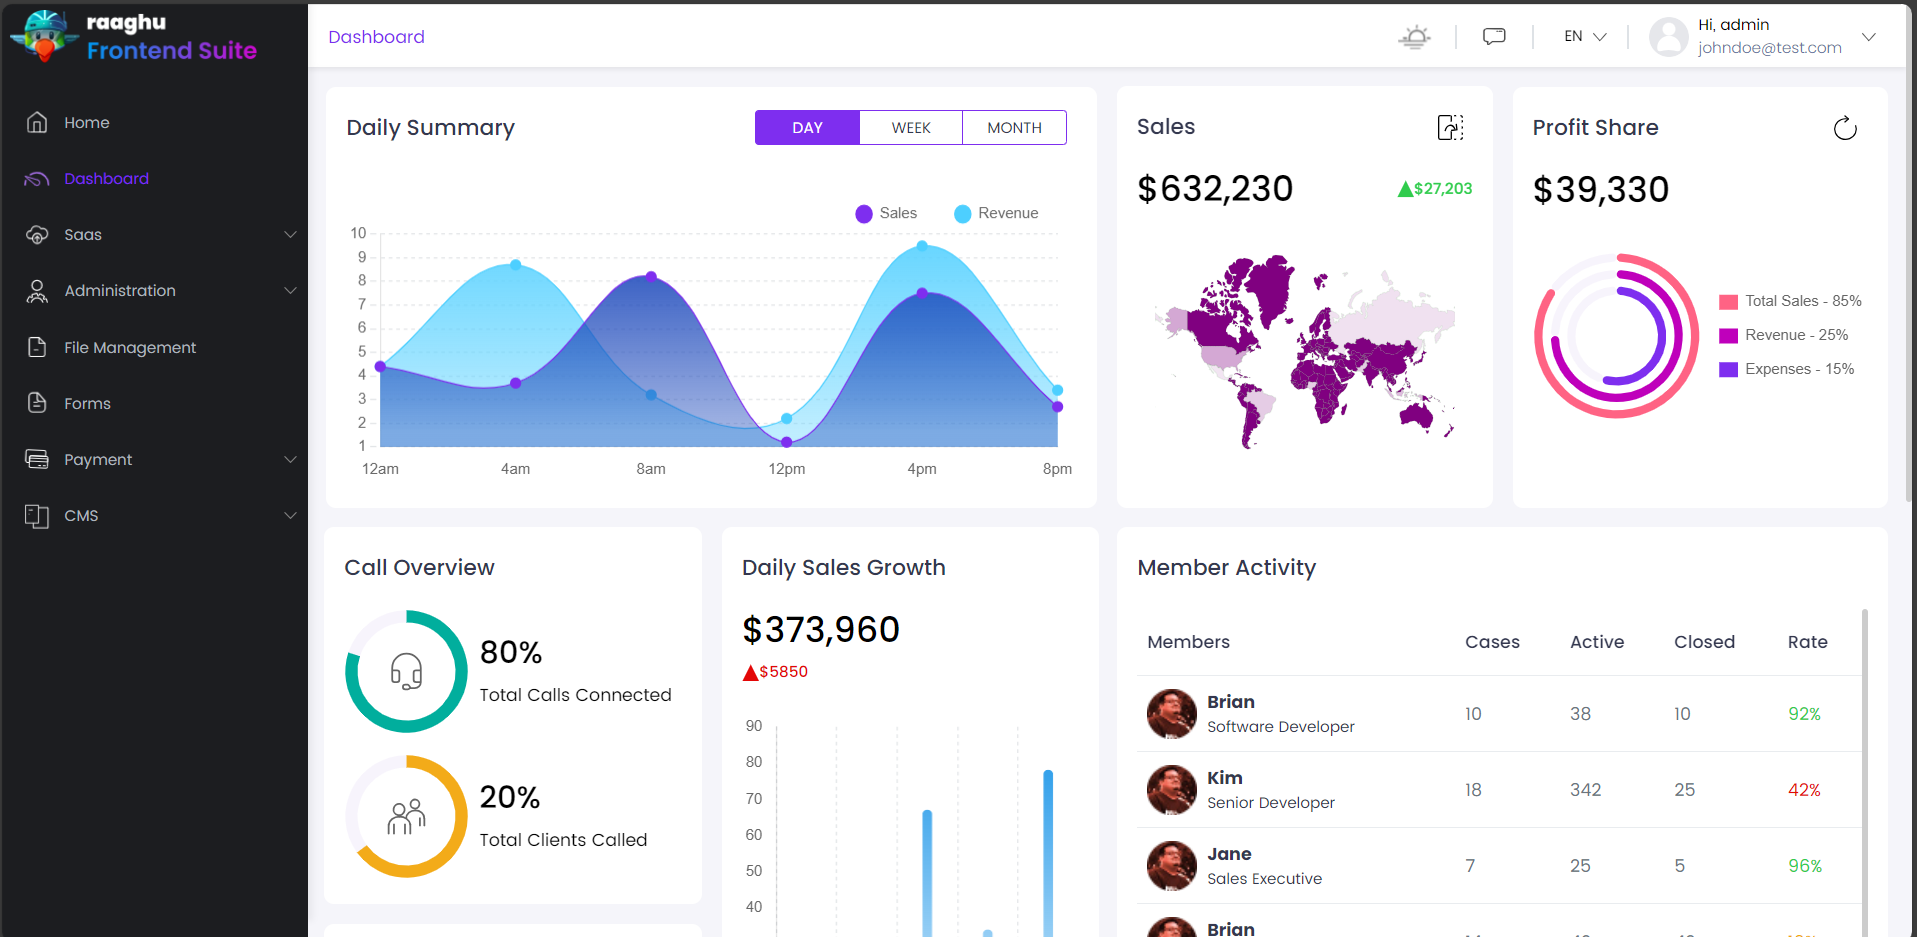 raaghu
Frontend Suite
Home
Dashboard
Saas
Administration
File Management
Forms
Payment
CMS
Dashboard
EN
Hi, admin
johndoe@test.com
Daily Summary
DAY WEEK MONTH
Sales Revenue
10
9
8
7
6
5
4
3
2
1
12am 4am 8am 12pm 4pm 8pm
Sales
$632,230
$27,203
Profit Share
$39,330
Total Sales - 85%
Revenue - 25%
Expenses - 15%
Call Overview
80%
Total Calls Connected
20%
Total Clients Called
Daily Sales Growth
$373,960
$5850
90
80
70
60
50
40
Member Activity
Members Cases Active Closed Rate
Brian
Software Developer
10 38 10 92%
Kim
Senior Developer
18 342 25 42%
Jane
Sales Executive
7 25 5 96%
Brian